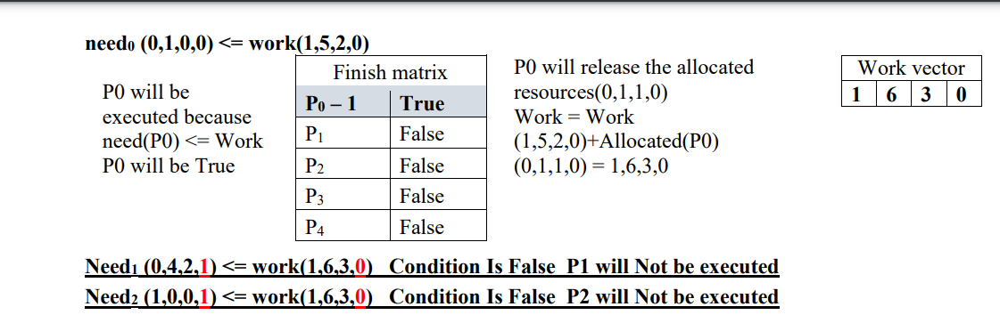 need₀ (0,1,0,0) <= work(1,5,2,0)
P0 will be
executed because
need(P0) <= Work
P0 will be True
Finish matrix
P₀ – 1 True
P₁ False
P₂ False
P₃ False
P₄ False
P0 will release the allocated
resources(0,1,1,0)
Work = Work
(1,5,2,0)+Allocated(P0)
(0,1,1,0) = 1,6,3,0
Work vector
1 6 3 0
Need₁ (0,4,2,1) <= work(1,6,3,0) Condition Is False P1 will Not be executed
Need₂ (1,0,0,1) <= work(1,6,3,0) Condition Is False P2 will Not be executed